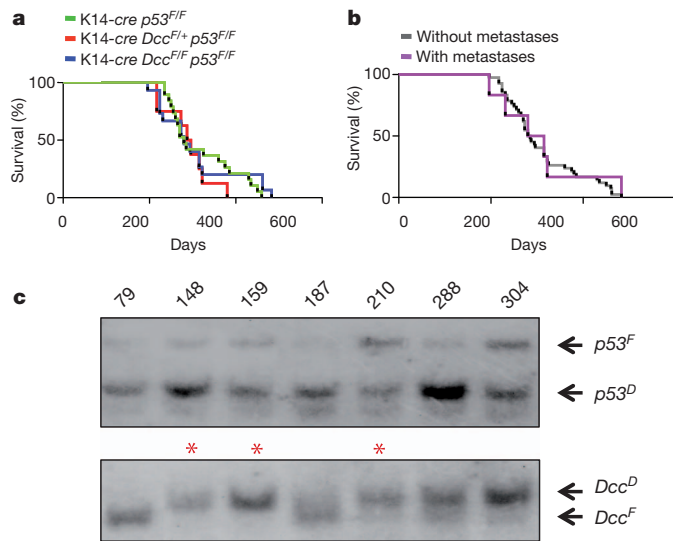 a
K14-cre p53F/F
K14-cre DccF/+ p53F/F
K14-cre DccF/F p53F/F
100
50
0
Survival (%)
0 200 400 600
Days
b
Without metastases
With metastases
100
50
0
Survival (%)
0 200 400 600
Days
c
79 148 159 187 210 288 304
p53F
p53D
* * *
DccD
DccF